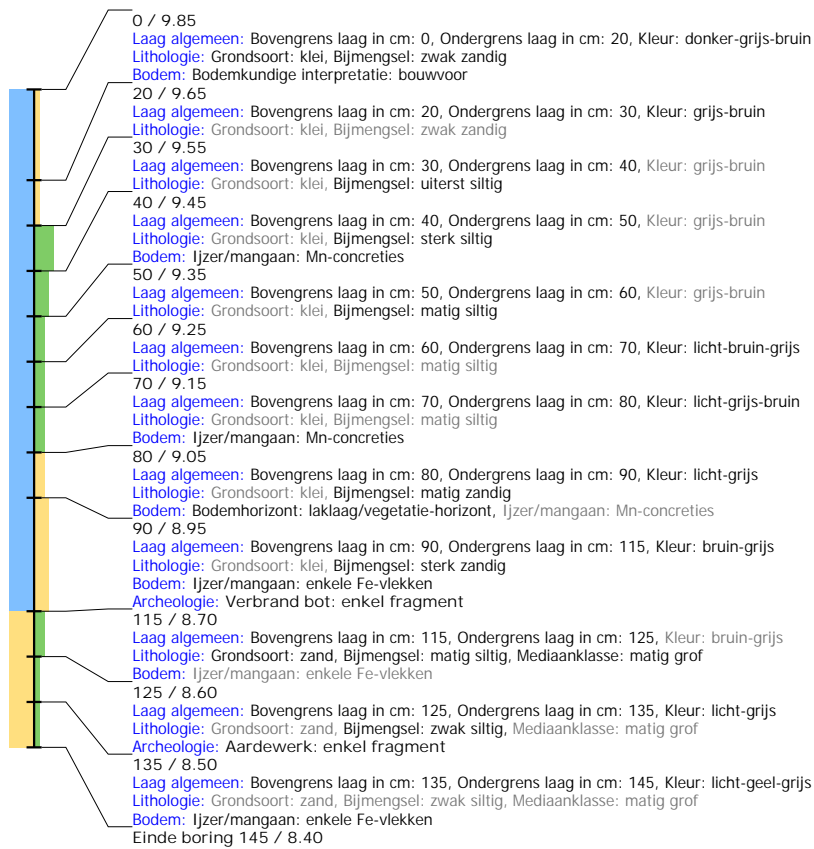 0 / 9.85
Laag algemeen: Bovengrens laag in cm: 0, Ondergrens laag in cm: 20, Kleur: donker-grijs-bruin
Lithologie: Grondsoort: klei, Bijmengsel: zwak zandig
Bodem: Bodemkundige interpretatie: bouwvoor
20 / 9.65
Laag algemeen: Bovengrens laag in cm: 20, Ondergrens laag in cm: 30, Kleur: grijs-bruin
Lithologie: Grondsoort: klei, Bijmengsel: zwak zandig
30 / 9.55
Laag algemeen: Bovengrens laag in cm: 30, Ondergrens laag in cm: 40, Kleur: grijs-bruin
Lithologie: Grondsoort: klei, Bijmengsel: uiterst siltig
40 / 9.45
Laag algemeen: Bovengrens laag in cm: 40, Ondergrens laag in cm: 50, Kleur: grijs-bruin
Lithologie: Grondsoort: klei, Bijmengsel: sterk siltig
Bodem: Ijzer/mangaan: Mn-concreties
50 / 9.35
Laag algemeen: Bovengrens laag in cm: 50, Ondergrens laag in cm: 60, Kleur: grijs-bruin
Lithologie: Grondsoort: klei, Bijmengsel: matig siltig
60 / 9.25
Laag algemeen: Bovengrens laag in cm: 60, Ondergrens laag in cm: 70, Kleur: licht-bruin-grijs
Lithologie: Grondsoort: klei, Bijmengsel: matig siltig
70 / 9.15
Laag algemeen: Bovengrens laag in cm: 70, Ondergrens laag in cm: 80, Kleur: licht-grijs-bruin
Lithologie: Grondsoort: klei, Bijmengsel: matig siltig
Bodem: Ijzer/mangaan: Mn-concreties
80 / 9.05
Laag algemeen: Bovengrens laag in cm: 80, Ondergrens laag in cm: 90, Kleur: licht-grijs
Lithologie: Grondsoort: klei, Bijmengsel: matig zandig
Bodem: Bodemhorizont: laklaag/vegetatie-horizont, Ijzer/mangaan: Mn-concreties
90 / 8.95
Laag algemeen: Bovengrens laag in cm: 90, Ondergrens laag in cm: 115, Kleur: bruin-grijs
Lithologie: Grondsoort: klei, Bijmengsel: sterk zandig
Bodem: Ijzer/mangaan: enkele Fe-vlekken
Archeologie: Verbrand bot: enkel fragment
115 / 8.70
Laag algemeen: Bovengrens laag in cm: 115, Ondergrens laag in cm: 125, Kleur: bruin-grijs
Lithologie: Grondsoort: zand, Bijmengsel: matig siltig, Mediaanklasse: matig grof
Bodem: Ijzer/mangaan: enkele Fe-vlekken
125 / 8.60
Laag algemeen: Bovengrens laag in cm: 125, Ondergrens laag in cm: 135, Kleur: licht-grijs
Lithologie: Grondsoort: zand, Bijmengsel: zwak siltig, Mediaanklasse: matig grof
Archeologie: Aardewerk: enkel fragment
135 / 8.50
Laag algemeen: Bovengrens laag in cm: 135, Ondergrens laag in cm: 145, Kleur: licht-geel-grijs
Lithologie: Grondsoort: zand, Bijmengsel: zwak siltig, Mediaanklasse: matig grof
Bodem: Ijzer/mangaan: enkele Fe-vlekken
Einde boring 145 / 8.40